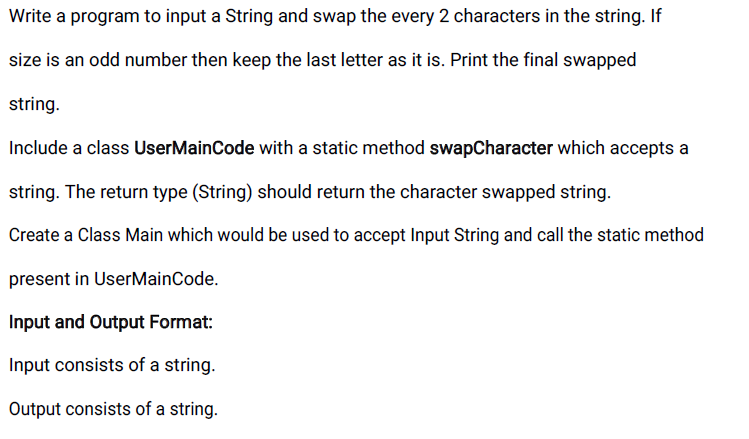 Write a program to input a String and swap the every 2 characters in the string. If
size is an odd number then keep the last letter as it is. Print the final swapped
string.
Include a class UserMainCode with a static method swapCharacter which accepts a
string. The return type (String) should return the character swapped string.
Create a Class Main which would be used to accept Input String and call the static method
present in UserMainCode.
Input and Output Format:
Input consists of a string.
Output consists of a string.